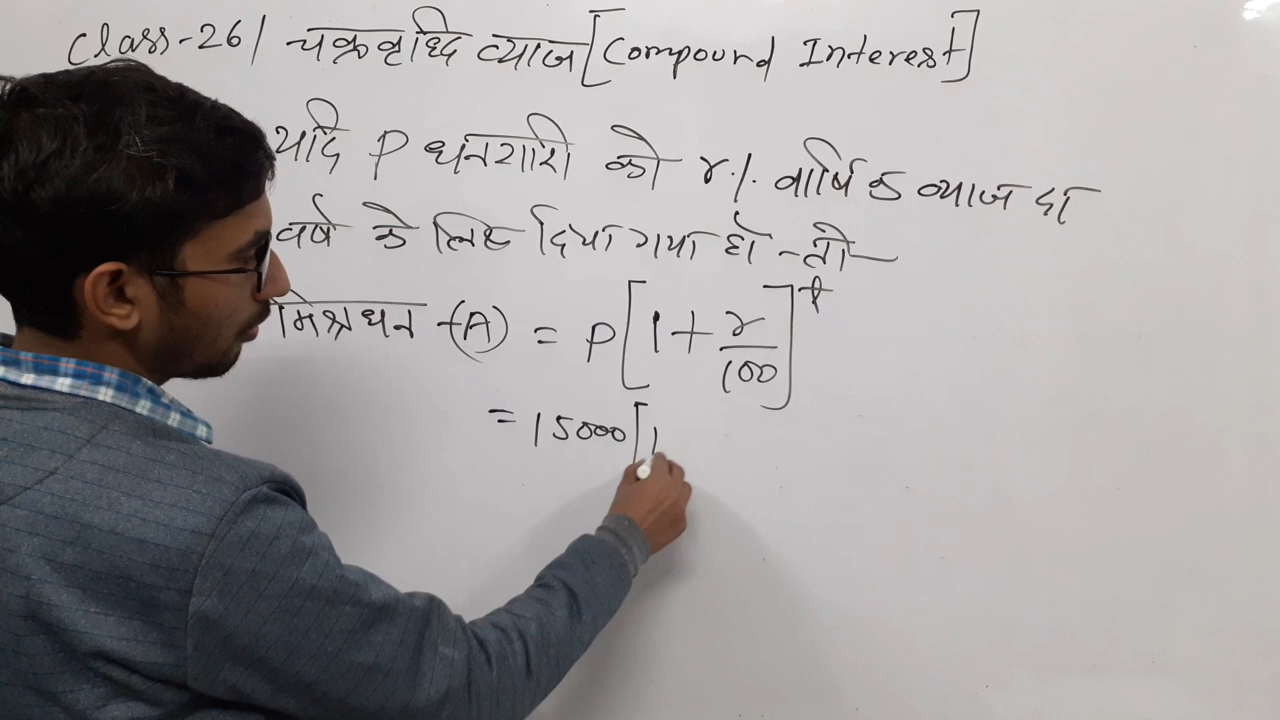 Class-26 | चक्रवृद्धि व्याज [Compound Interest]
यदि P धनराशि को r% वार्षिक व्याज दर
वर्ष के लिए दिया गया हो तो
मिश्रधन (A) = P[1 + r/100]^t
= 15000[1